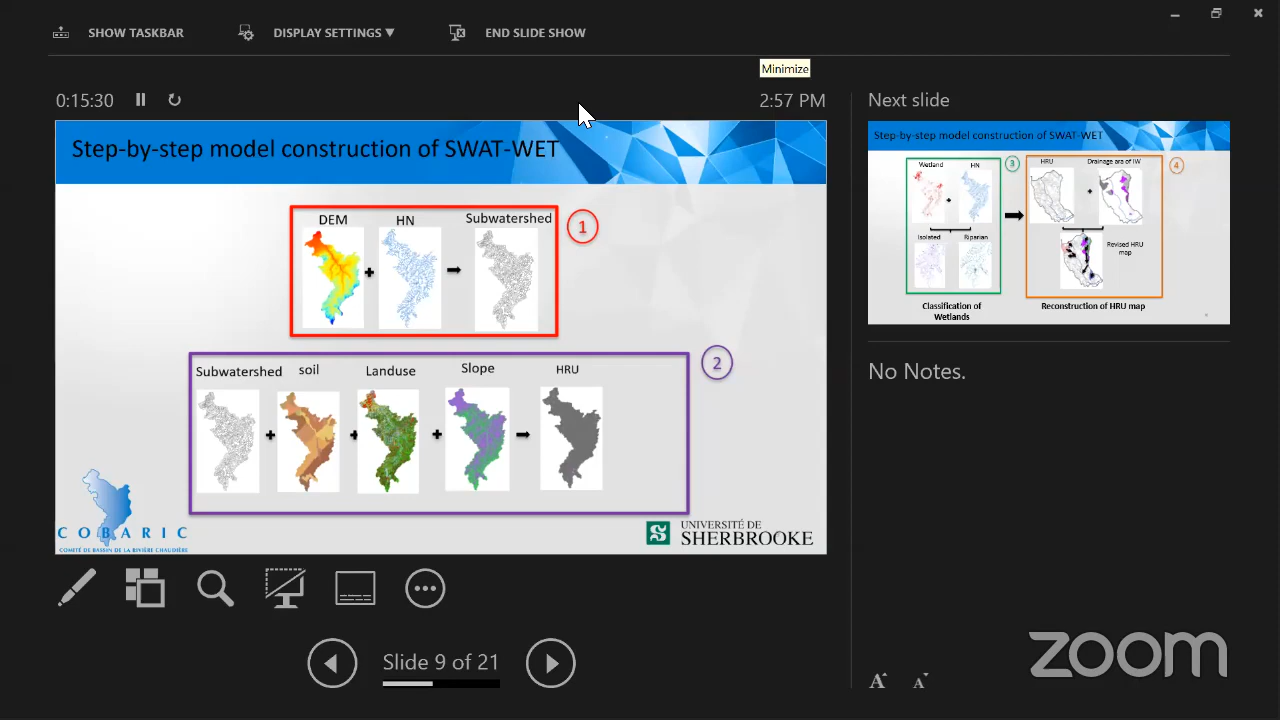 SHOW TASKBAR
DISPLAY SETTINGS ▼
END SLIDE SHOW
Minimize
0:15:30
2:57 PM
Step-by-step model construction of SWAT-WET
DEM
HN
Subwatershed
1
+
2
Subwatershed
soil
Landuse
Slope
HRU
+
+
+
COBARIC
COMITÉ DE BASSIN DE LA RIVIÈRE CHAUDIÈRE
S
UNIVERSITÉ DE
SHERBROOKE
Slide 9 of 21
Next slide
Step-by-step model construction of SWAT-WET
Wetland
HN
3
+
Isolated
Riparian
Classification of
Wetlands
HRU
Drainage ara of IW
4
+
Revised HRU
map
Reconstruction of HRU map
No Notes.
A A
zoom